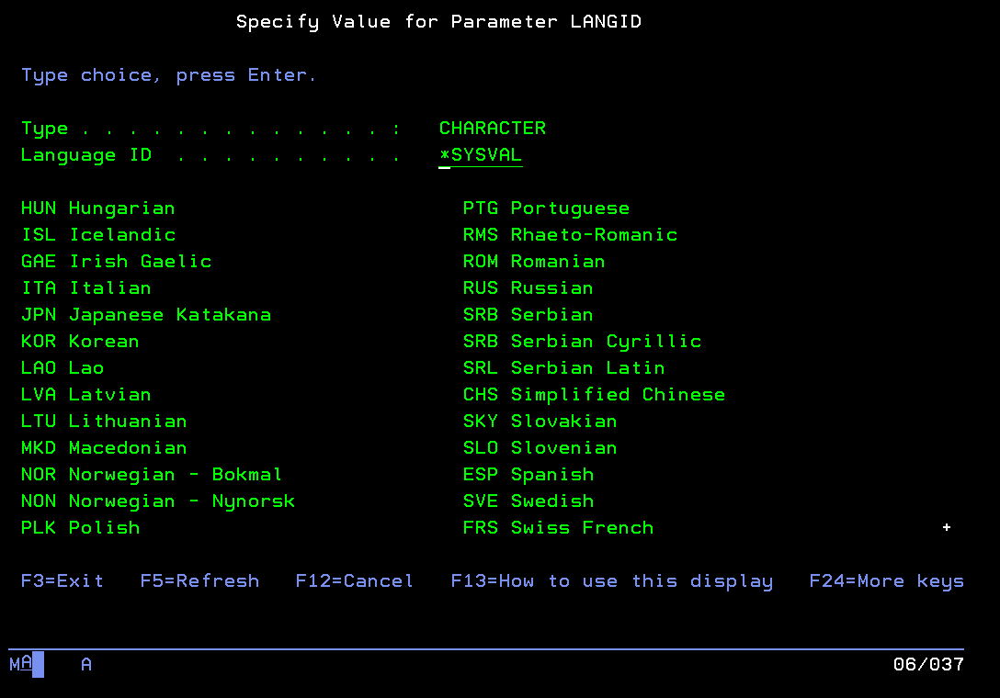 Specify Value for Parameter LANGID
Type choice, press Enter.
Type . . . . . . . . . . . . . . :   CHARACTER
Language ID  . . . . . . . . . .   *SYSVAL
HUN Hungarian   PTG Portuguese
ISL Icelandic   RMS Rhaeto-Romanic
GAE Irish Gaelic   ROM Romanian
ITA Italian   RUS Russian
JPN Japanese Katakana   SRB Serbian
KOR Korean   SRB Serbian Cyrillic
LAO Lao   SRL Serbian Latin
LVA Latvian   CHS Simplified Chinese
LTU Lithuanian   SKY Slovakian
MKD Macedonian   SLO Slovenian
NOR Norwegian - Bokmal   ESP Spanish
NON Norwegian - Nynorsk   SVE Swedish
PLK Polish   FRS Swiss French   +
F3=Exit   F5=Refresh   F12=Cancel   F13=How to use this display   F24=More keys
MA   A   06/037